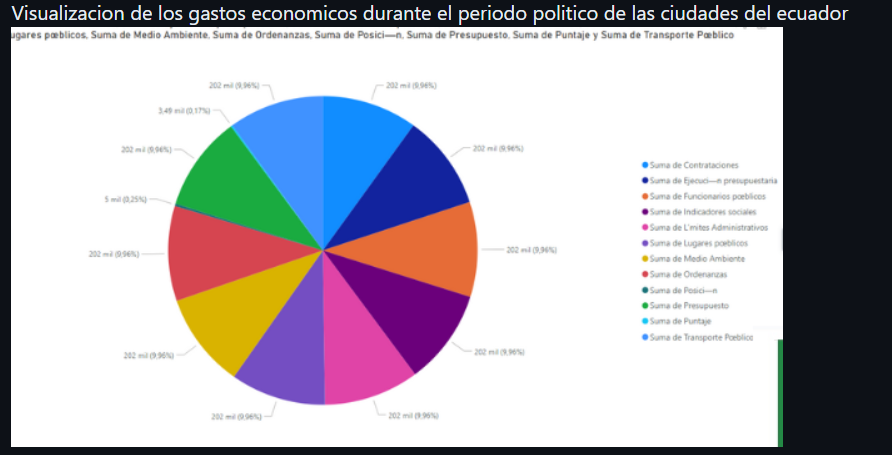 Visualizacion de los gastos economicos durante el periodo politico de las ciudades del ecuador
ugares pœblicos, Suma de Medio Ambiente, Suma de Ordenanzas, Suma de Posici—n, Suma de Presupuesto, Suma de Puntaje y Suma de Transporte Pœblico
202 mil (9,96%)
202 mil (9,96%)
3,49 mil (0,17%)
202 mil (9,96%)
202 mil (9,96%)
5 mil (0,25%)
202 mil (9,96%)
202 mil (9,96%)
202 mil (9,96%)
202 mil (9,96%)
202 mil (9,96%)
202 mil (9,96%)
Suma de Contrataciones
Suma de Ejecuci—n presupuestaria
Suma de Funcionarios pœblicos
Suma de Indicadores sociales
Suma de L'mites Administrativos
Suma de Lugares pœblicos
Suma de Medio Ambiente
Suma de Ordenanzas
Suma de Posici—n
Suma de Presupuesto
Suma de Puntaje
Suma de Transporte Pœblico